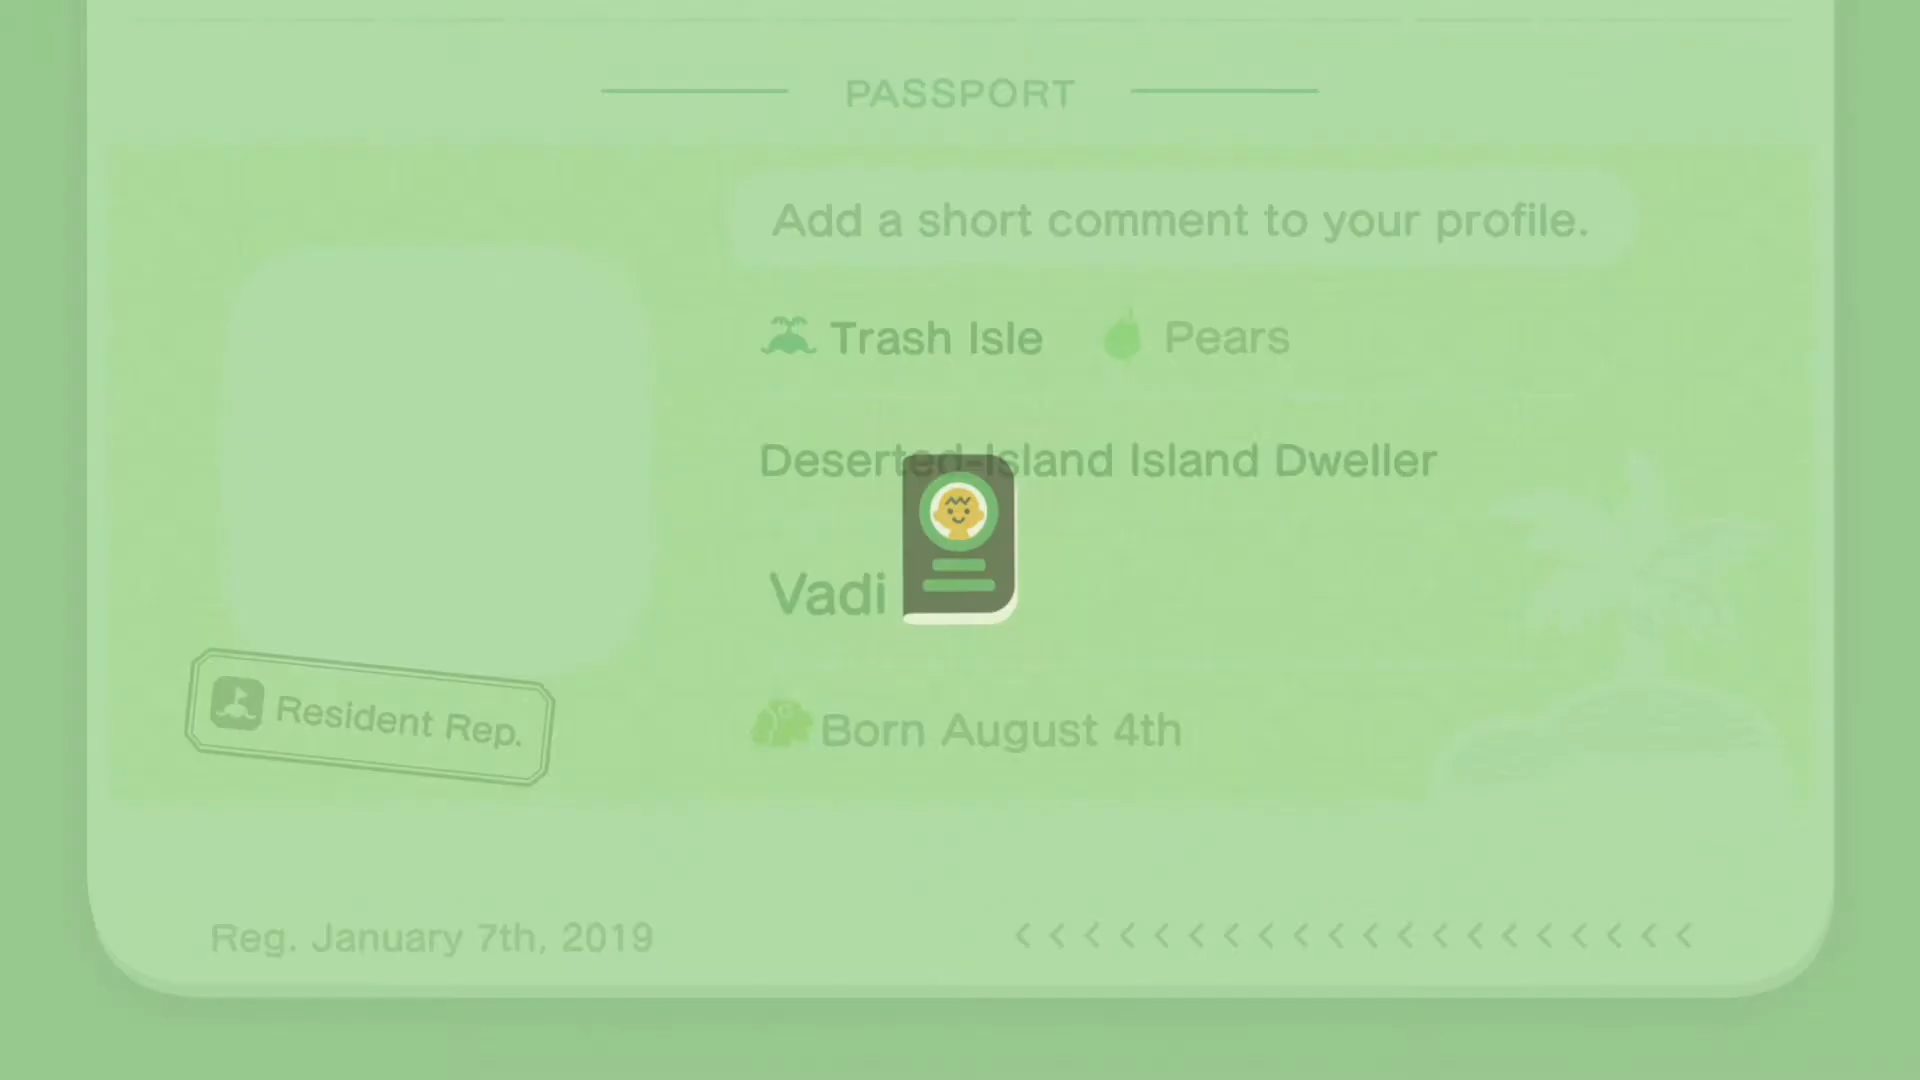 PASSPORT
Add a short comment to your profile.
Trash Isle Pears
Deserted-Island Island Dweller
Vadi
Resident Rep.
Born August 4th
Reg. January 7th, 2019
< < < < < < < < < < < < < < < < < < < <